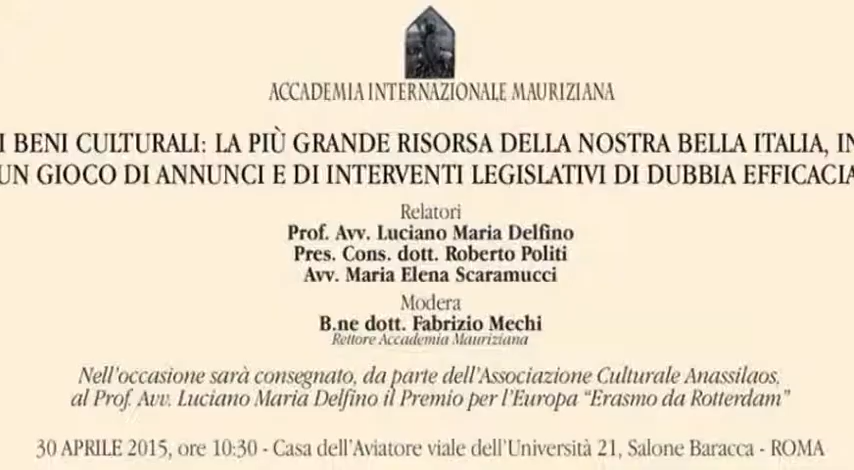 ACCADEMIA INTERNAZIONALE MAURIZIANA
I BENI CULTURALI: LA PIÙ GRANDE RISORSA DELLA NOSTRA BELLA ITALIA, IN
UN GIOCO DI ANNUNCI E DI INTERVENTI LEGISLATIVI DI DUBBIA EFFICACIA
Relatori
Prof. Avv. Luciano Maria Delfino
Pres. Cons. dott. Roberto Politi
Avv. Maria Elena Scaramucci
Modera
B.ne dott. Fabrizio Mechi
Rettore Accademia Mauriziana
Nell'occasione sarà consegnato, da parte dell'Associazione Culturale Anassilaos,
al Prof. Avv. Luciano Maria Delfino il Premio per l'Europa "Erasmo da Rotterdam"
30 APRILE 2015, ore 10:30 - Casa dell'Aviatore viale dell'Università 21, Salone Baracca - ROMA